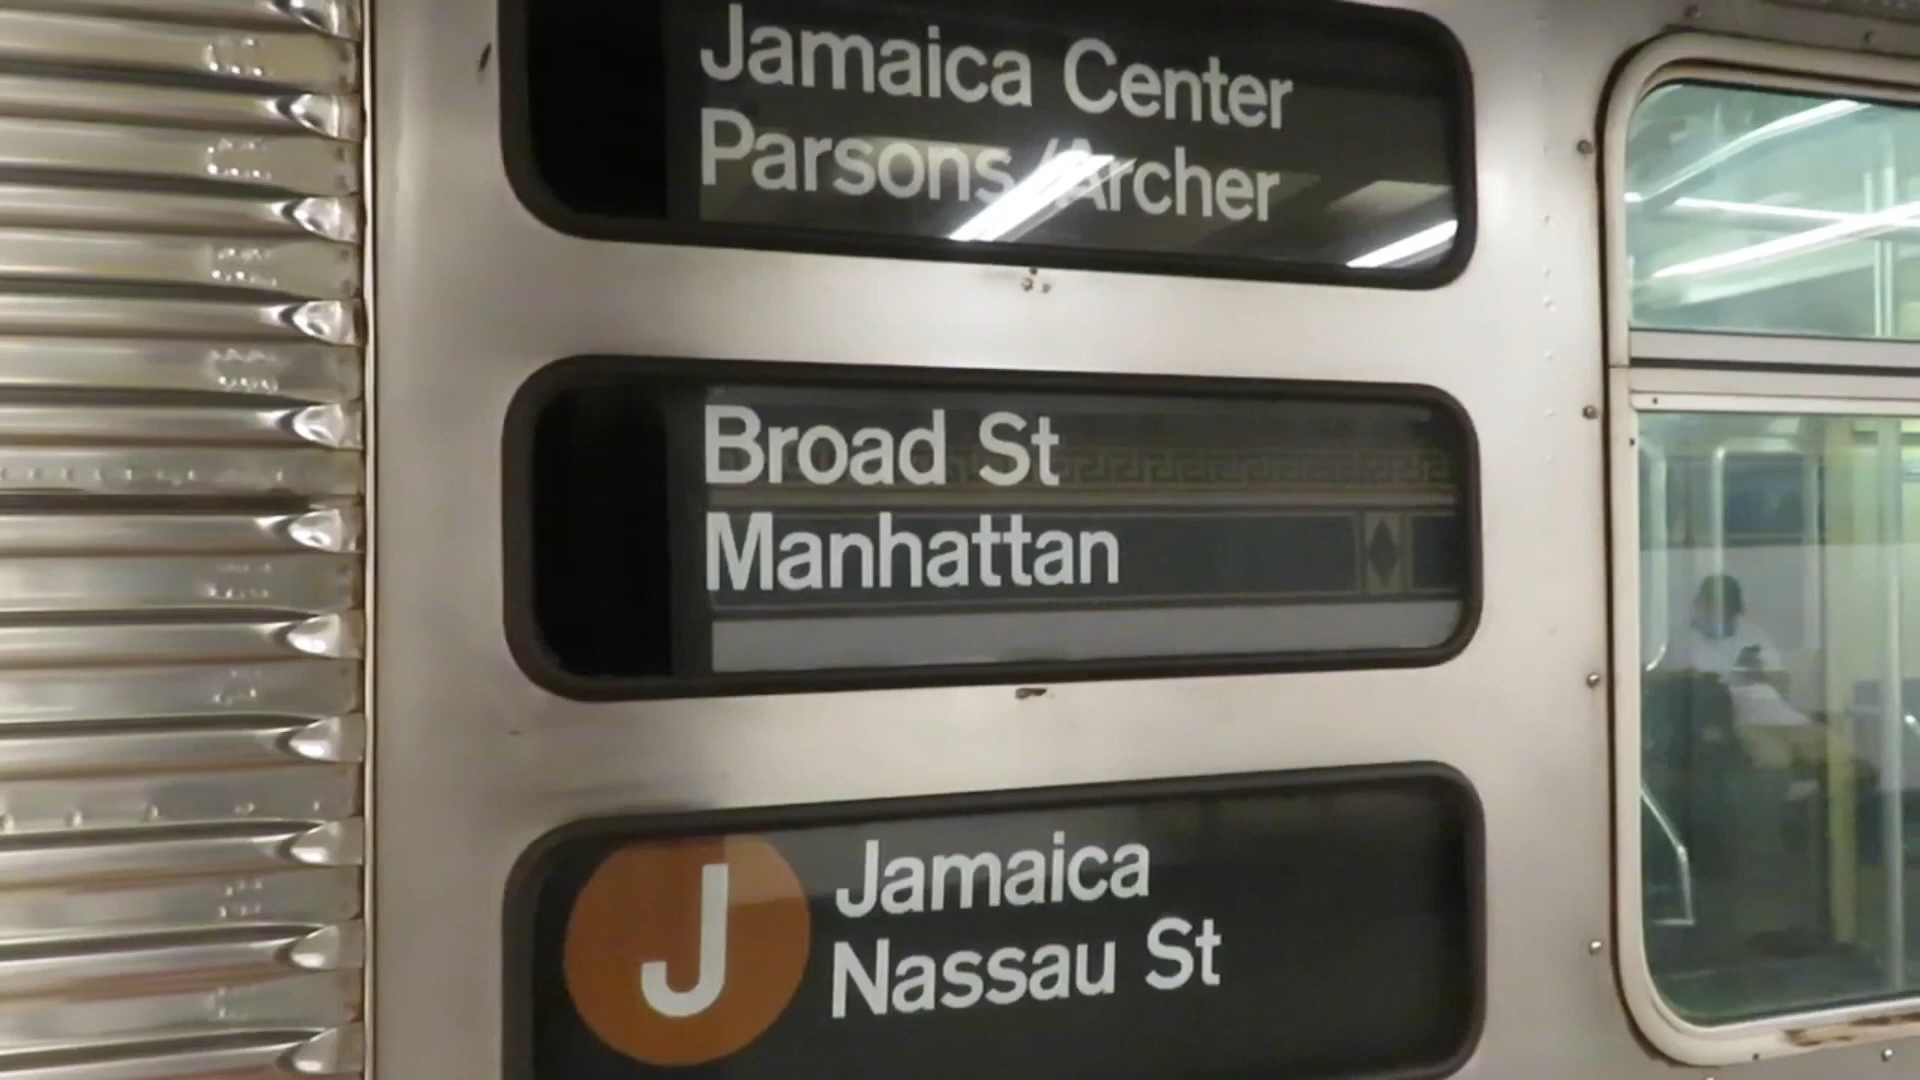 Jamaica Center
Parsons/Archer
Broad St
Manhattan
J Jamaica
Nassau St